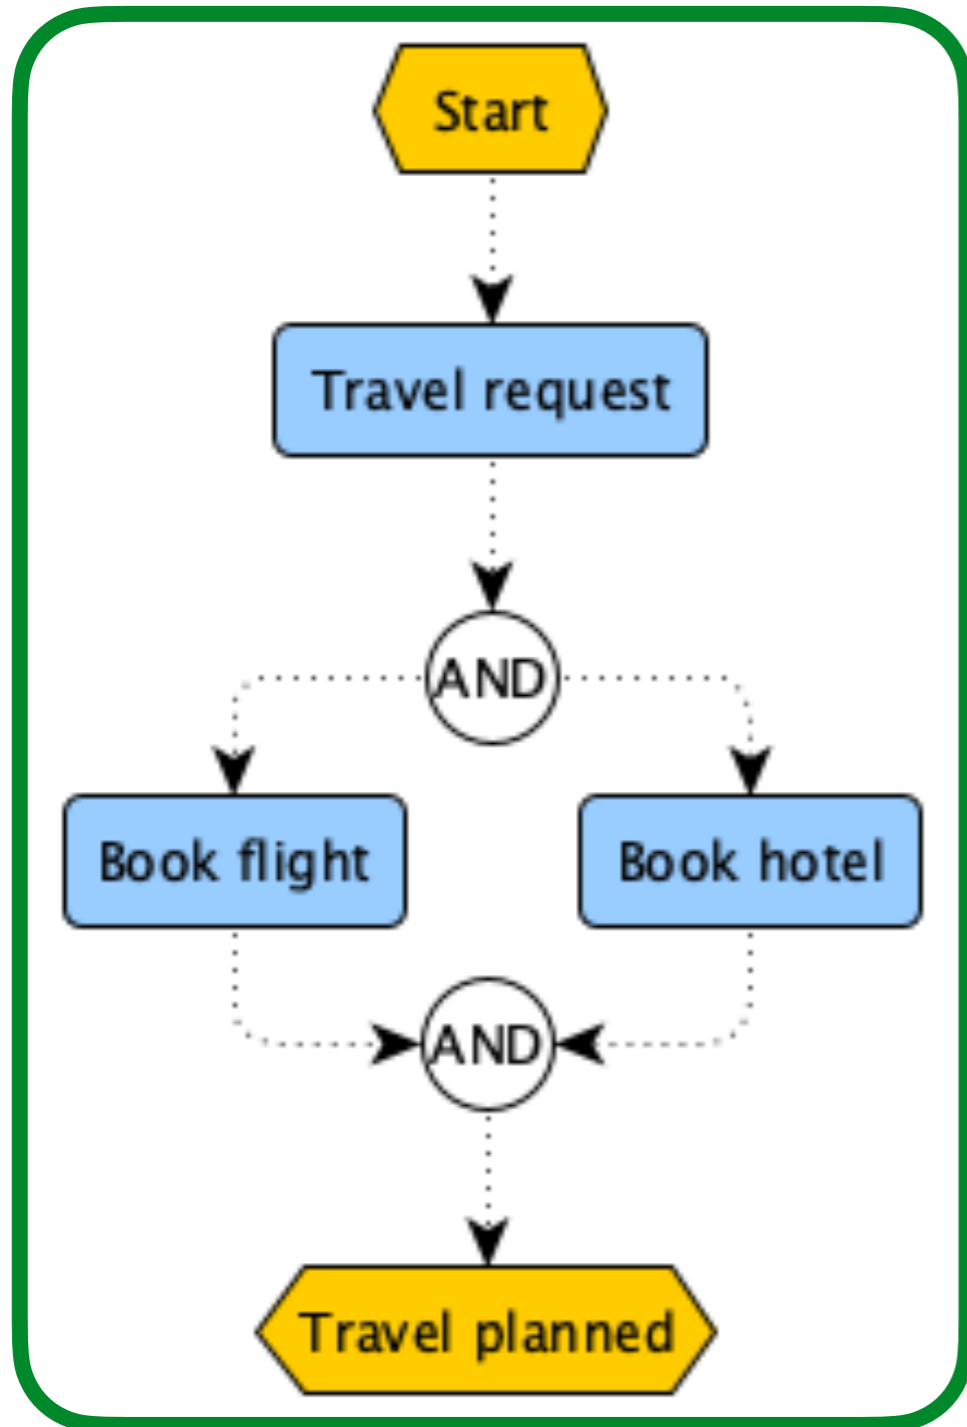 Start
Travel request
AND
Book flight
Book hotel
AND
Travel planned